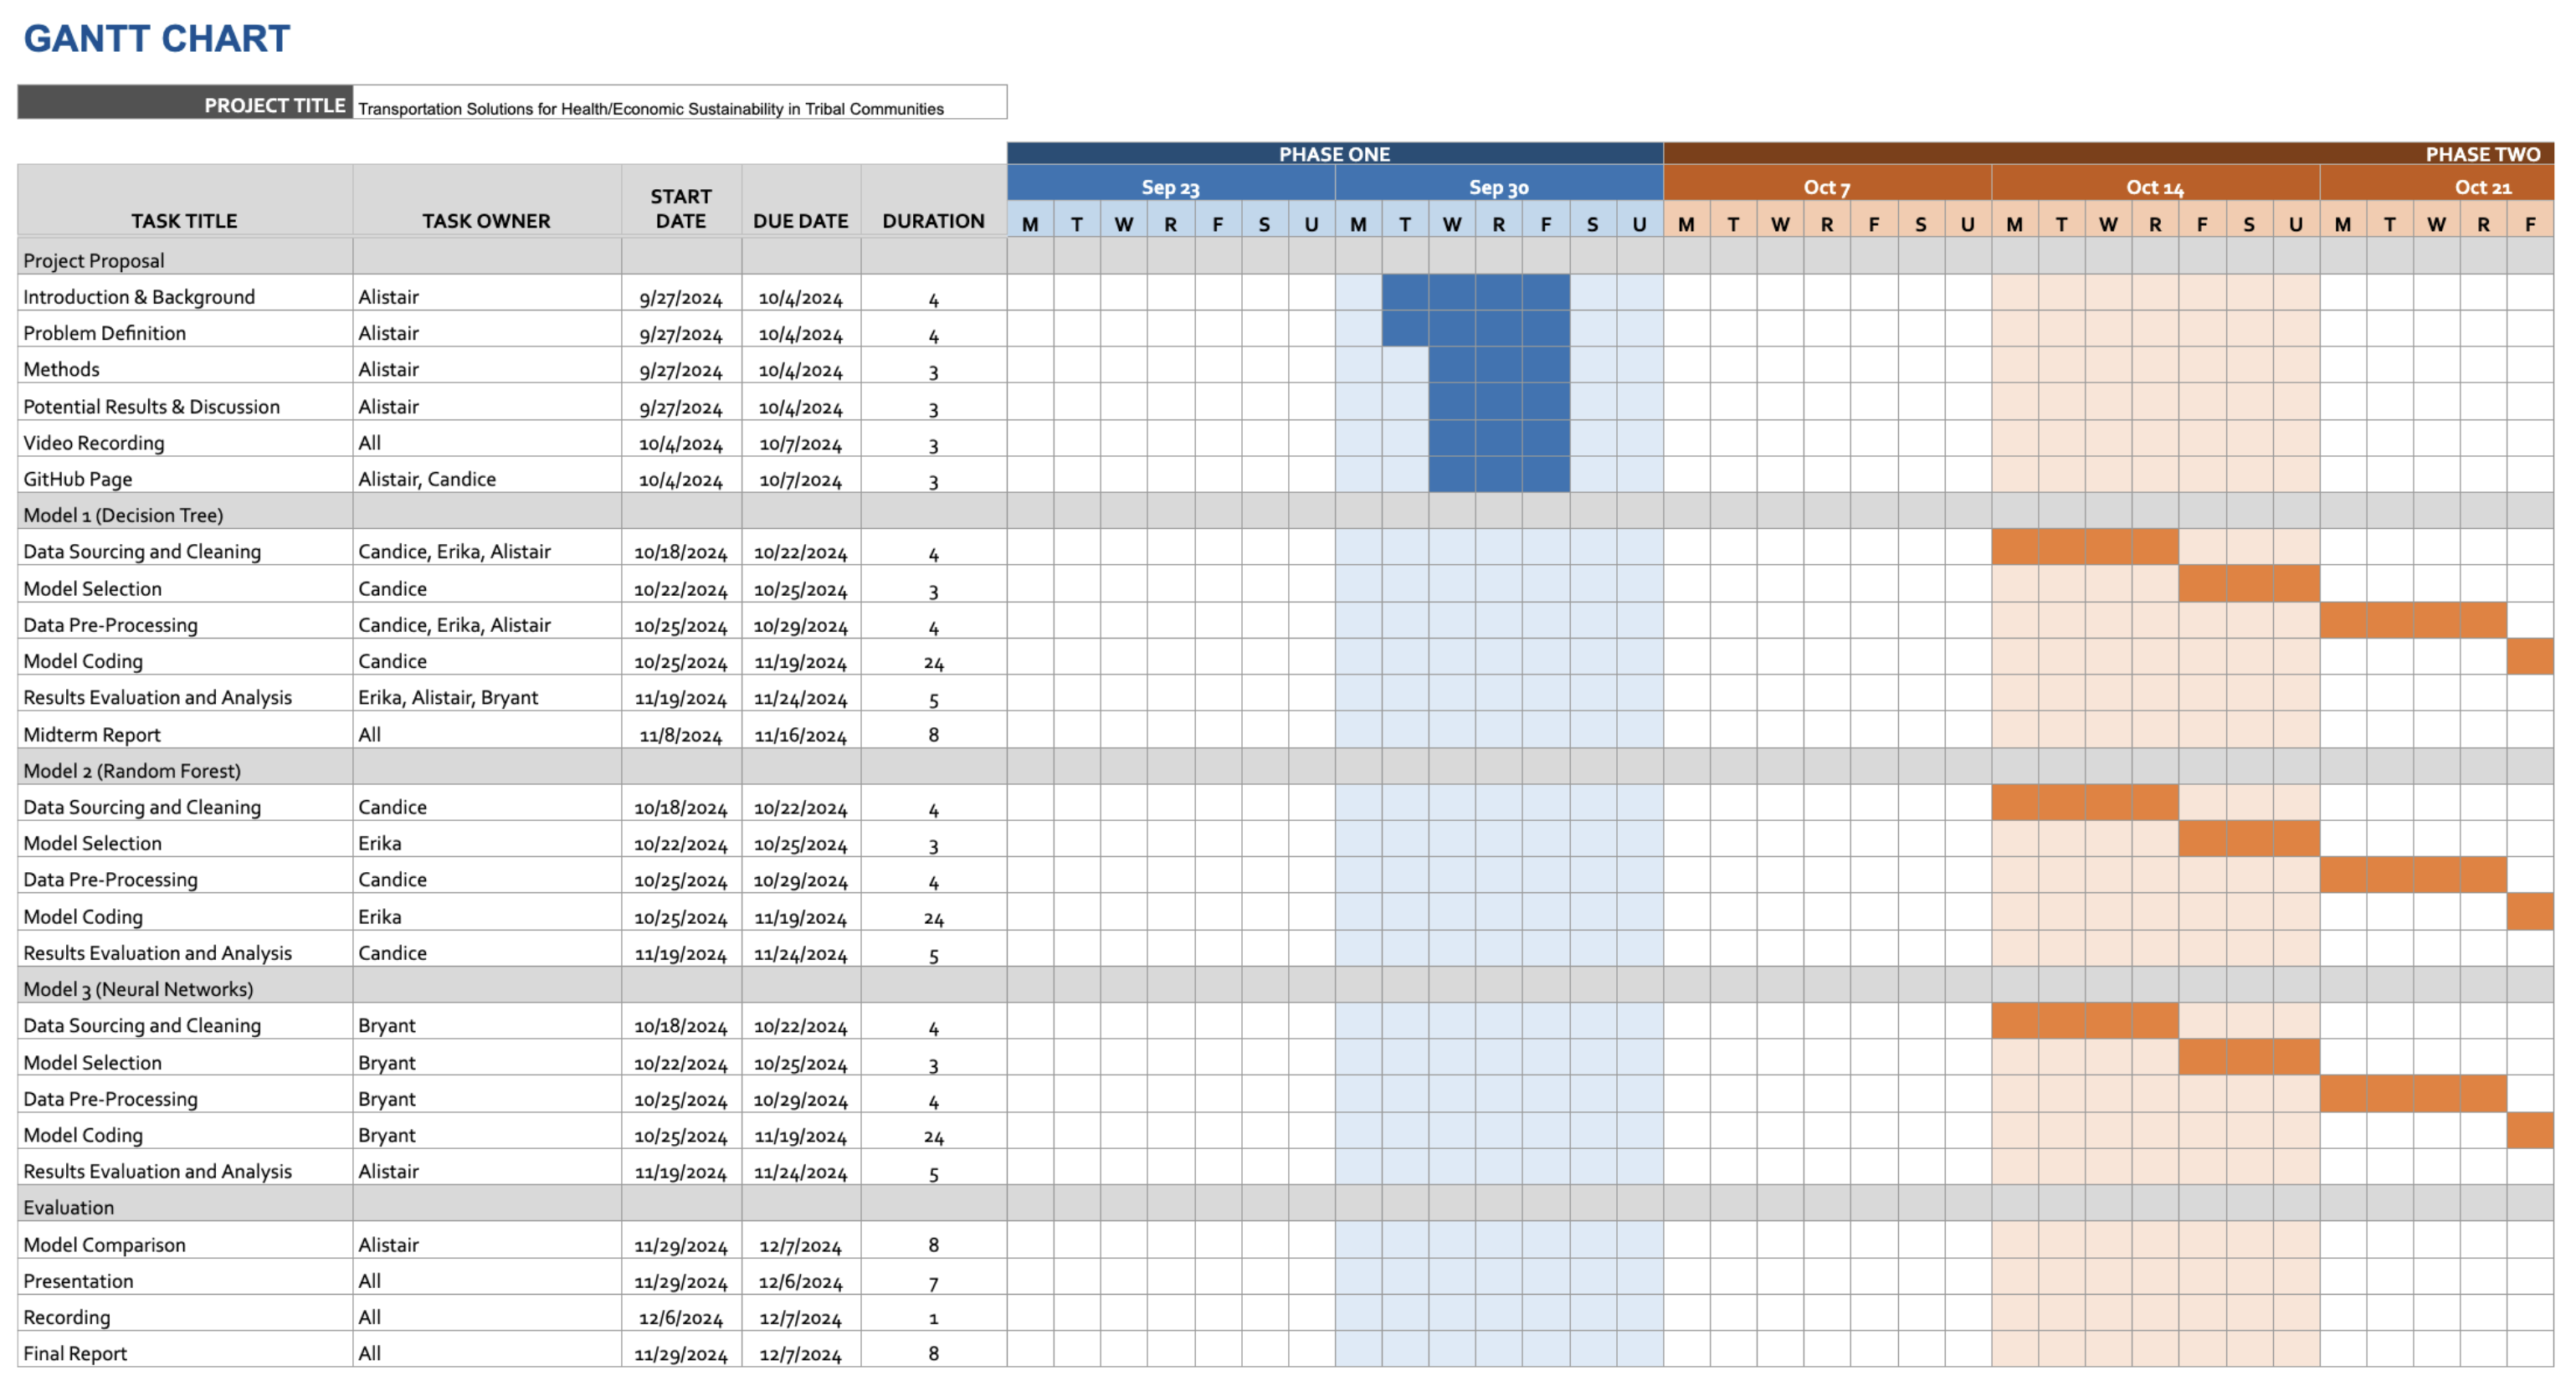 GANTT CHART
PROJECT TITLE Transportation Solutions for Health/Economic Sustainability in Tribal Communities
PHASE ONE PHASE TWO
Sep 23 Sep 30 Oct 7 Oct 14 Oct 21
TASK TITLE TASK OWNER START DATE DUE DATE DURATION M T W R F S U M T W R F S U M T W R F S U M T W R F S U M T W R F
Project Proposal
Introduction & Background Alistair 9/27/2024 10/4/2024 4
Problem Definition Alistair 9/27/2024 10/4/2024 4
Methods Alistair 9/27/2024 10/4/2024 3
Potential Results & Discussion Alistair 9/27/2024 10/4/2024 3
Video Recording All 10/4/2024 10/7/2024 3
GitHub Page Alistair, Candice 10/4/2024 10/7/2024 3
Model 1 (Decision Tree)
Data Sourcing and Cleaning Candice, Erika, Alistair 10/18/2024 10/22/2024 4
Model Selection Candice 10/22/2024 10/25/2024 3
Data Pre-Processing Candice, Erika, Alistair 10/25/2024 10/29/2024 4
Model Coding Candice 10/25/2024 11/19/2024 24
Results Evaluation and Analysis Erika, Alistair, Bryant 11/19/2024 11/24/2024 5
Midterm Report All 11/8/2024 11/16/2024 8
Model 2 (Random Forest)
Data Sourcing and Cleaning Candice 10/18/2024 10/22/2024 4
Model Selection Erika 10/22/2024 10/25/2024 3
Data Pre-Processing Candice 10/25/2024 10/29/2024 4
Model Coding Erika 10/25/2024 11/19/2024 24
Results Evaluation and Analysis Candice 11/19/2024 11/24/2024 5
Model 3 (Neural Networks)
Data Sourcing and Cleaning Bryant 10/18/2024 10/22/2024 4
Model Selection Bryant 10/22/2024 10/25/2024 3
Data Pre-Processing Bryant 10/25/2024 10/29/2024 4
Model Coding Bryant 10/25/2024 11/19/2024 24
Results Evaluation and Analysis Alistair 11/19/2024 11/24/2024 5
Evaluation
Model Comparison Alistair 11/29/2024 12/7/2024 8
Presentation All 11/29/2024 12/6/2024 7
Recording All 12/6/2024 12/7/2024 1
Final Report All 11/29/2024 12/7/2024 8